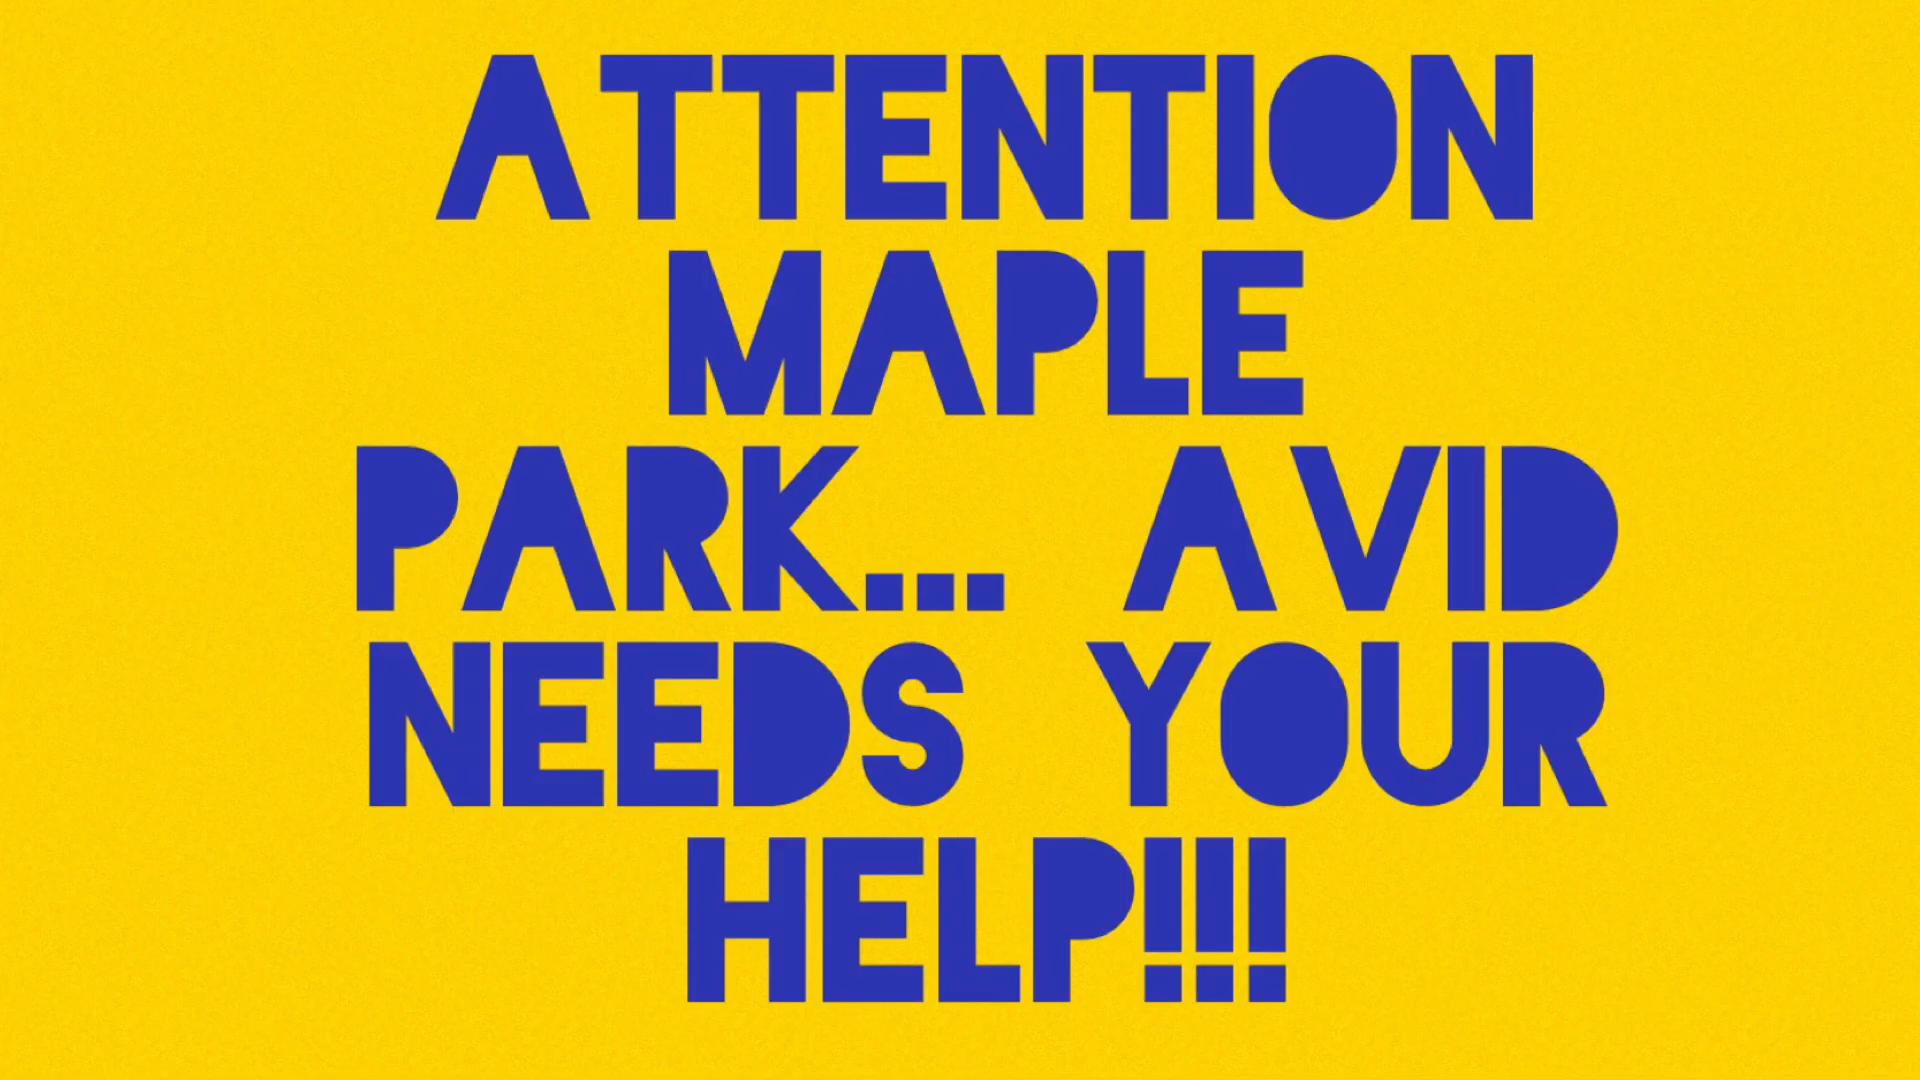 ATTENTION
MAPLE
PARK... AVID
NEEDS YOUR
HELP!!!